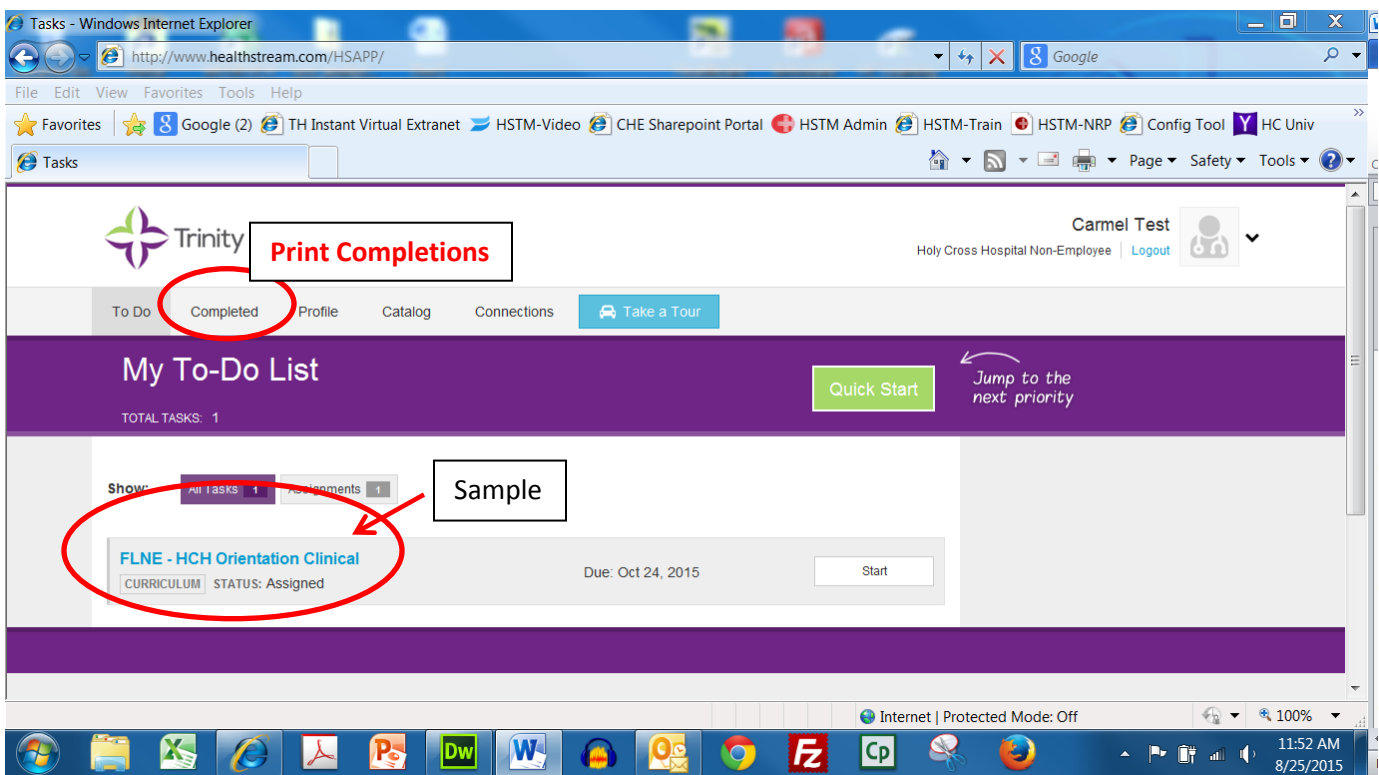 Tasks - Windows Internet Explorer
http://www.healthstream.com/HSAPP/
Google
File Edit View Favorites Tools Help
Favorites Google (2) TH Instant Virtual Extranet HSTM-Video CHE Sharepoint Portal HSTM Admin HSTM-Train HSTM-NRP Config Tool HC Univ
Tasks Page Safety Tools
Trinity
Print Completions
Carmel Test
Holy Cross Hospital Non-Employee | Logout
To Do Completed Profile Catalog Connections Take a Tour
My To-Do List
TOTAL TASKS: 1
Quick Start
Jump to the
next priority
Show: All Tasks 1 Assignments 1
Sample
FLNE - HCH Orientation Clinical
CURRICULUM STATUS: Assigned
Due: Oct 24, 2015
Start
Internet | Protected Mode: Off 100%
11:52 AM
8/25/2015